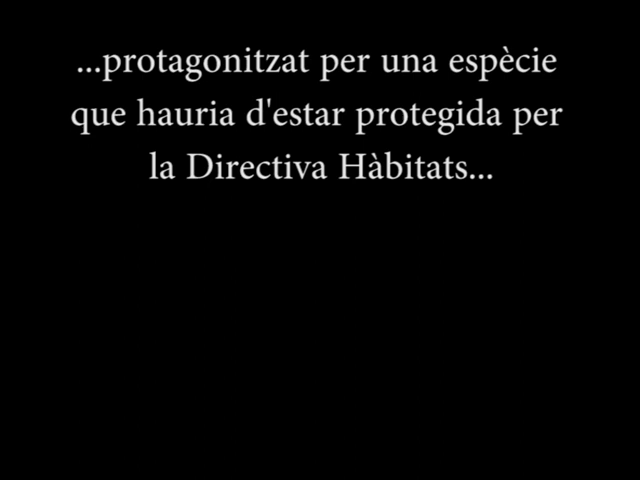 ...protagonitzat per una espècie
que hauria d'estar protegida per
la Directiva Hàbitats...